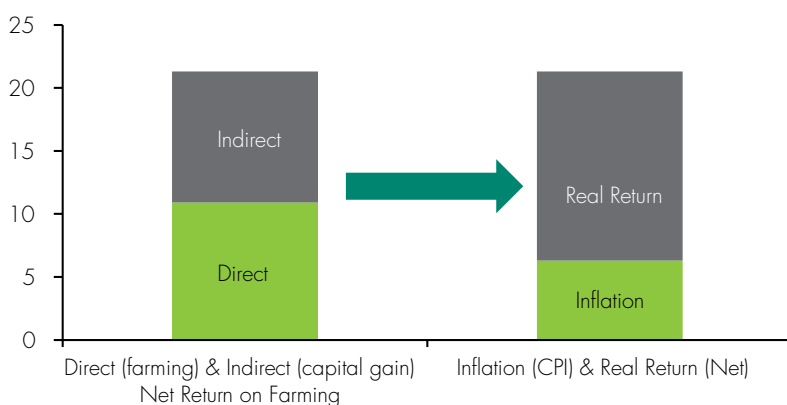 25
20
15
10
5
0
Indirect
Direct
Real Return
Inflation
Direct (farming) & Indirect (capital gain)
Net Return on Farming
Inflation (CPI) & Real Return (Net)